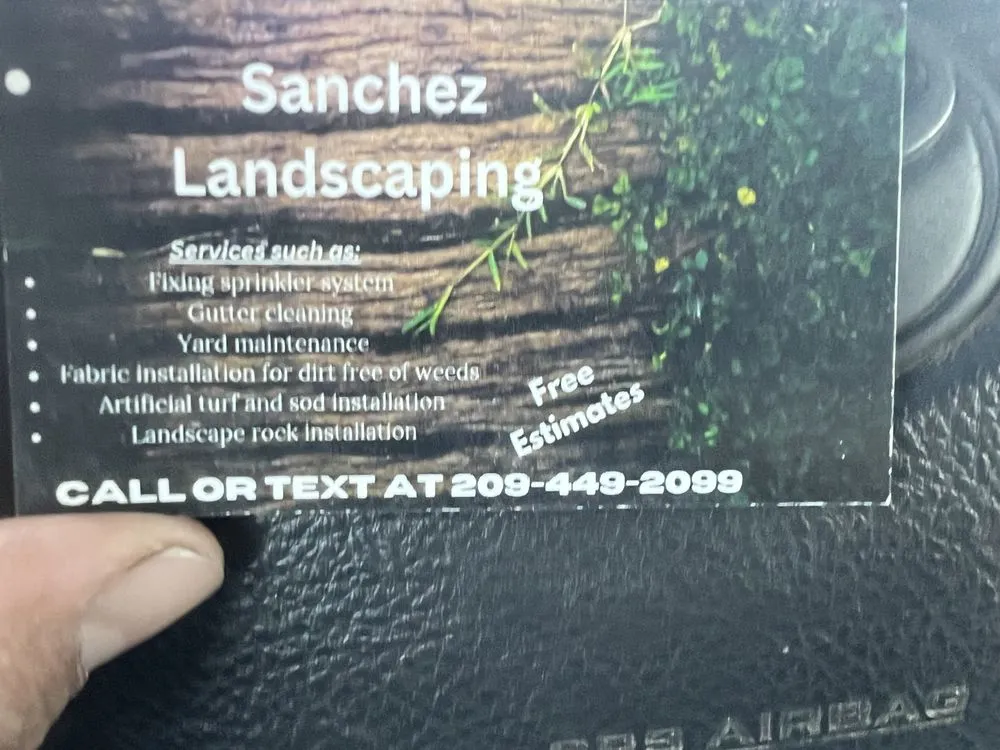 Sanchez
Landscaping
Services such as:
• Fixing sprinkler system
• Gutter cleaning
• Yard maintenance
• Fabric installation for dirt free of weeds
• Artificial turf and sod installation
• Landscape rock installation
Free
Estimates
CALL OR TEXT AT 209-449-2099
AIRBAG